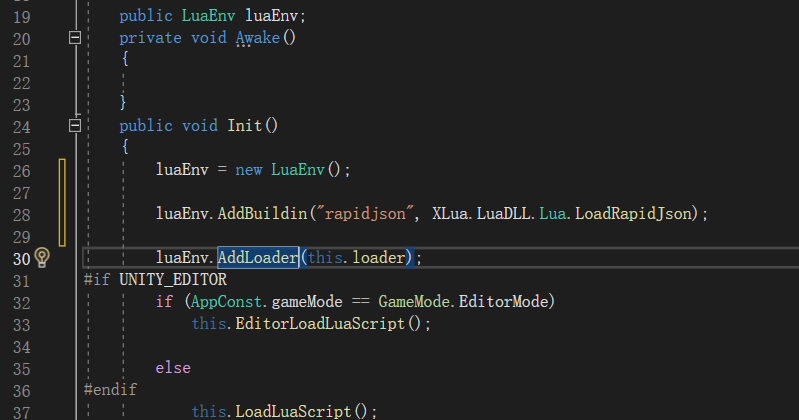 19 public LuaEnv luaEnv;
20 private void Awake()
21 {
22
23 }
24 public void Init()
25 {
26 luaEnv = new LuaEnv();
27
28 luaEnv.AddBuildin("rapidjson", XLua.LuaDLL.Lua.LoadRapidJson);
29
30 luaEnv.AddLoader(this.loader);
31 #if UNITY_EDITOR
32 if (AppConst.gameMode == GameMode.EditorMode)
33 this.EditorLoadLuaScript();
34
35 else
36 #endif
37 this.LoadLuaScript();